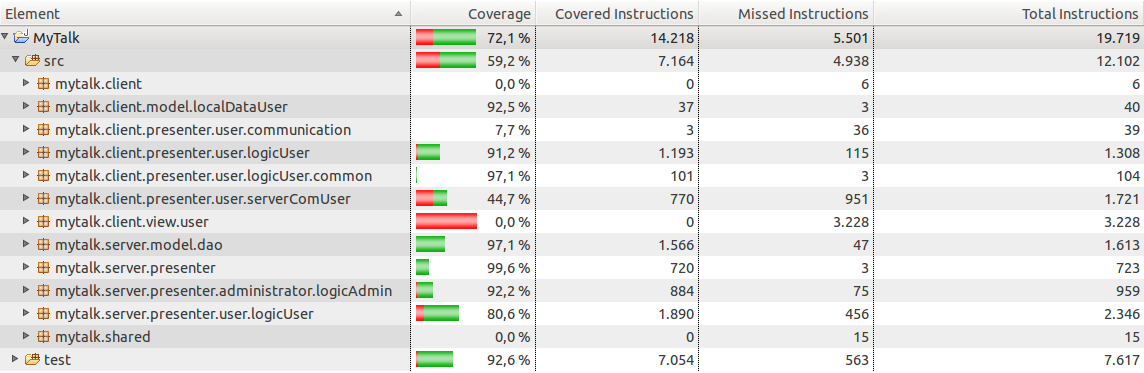 Element Coverage Covered Instructions Missed Instructions Total Instructions
MyTalk 72,1 % 14.218 5.501 19.719
src 59,2 % 7.164 4.938 12.102
mytalk.client 0,0 % 0 6 6
mytalk.client.model.localDataUser 92,5 % 37 3 40
mytalk.client.presenter.user.communication 7,7 % 3 36 39
mytalk.client.presenter.user.logicUser 91,2 % 1.193 115 1.308
mytalk.client.presenter.user.logicUser.common 97,1 % 101 3 104
mytalk.client.presenter.user.serverComUser 44,7 % 770 951 1.721
mytalk.client.view.user 0,0 % 0 3.228 3.228
mytalk.server.model.dao 97,1 % 1.566 47 1.613
mytalk.server.presenter 99,6 % 720 3 723
mytalk.server.presenter.administrator.logicAdmin 92,2 % 884 75 959
mytalk.server.presenter.user.logicUser 80,6 % 1.890 456 2.346
mytalk.shared 0,0 % 0 15 15
test 92,6 % 7.054 563 7.617